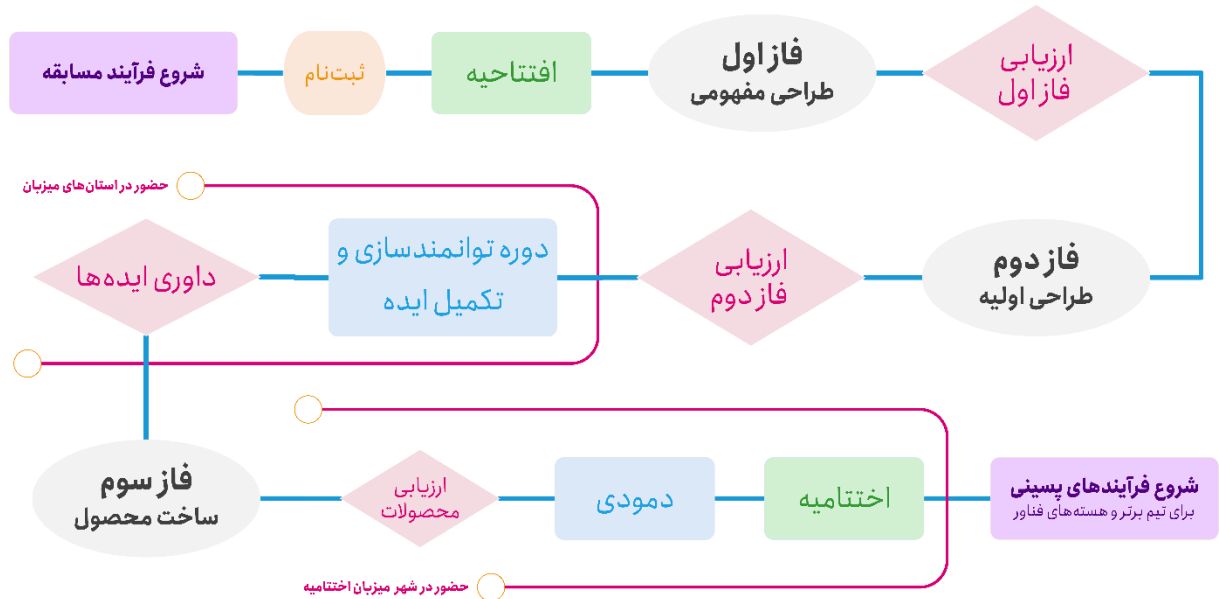 شروع فرآیند مسابقه
ثبت‌نام
افتتاحیه
فاز اول
طراحی مفهومی
ارزیابی
فاز اول
فاز دوم
طراحی اولیه
ارزیابی
فاز دوم
حضور در استان‌های میزبان
دوره توانمندسازی و
تکمیل ایده
داوری ایده‌ها
فاز سوم
ساخت محصول
ارزیابی
محصولات
دمودی
اختتامیه
شروع فرآیندهای پسینی
برای تیم برتر و هسته‌های فناور
حضور در شهر میزبان اختتامیه